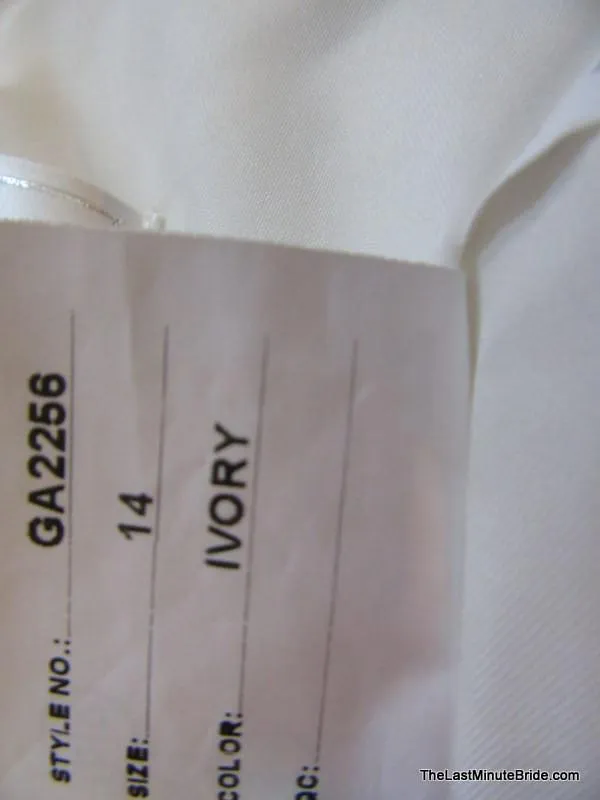 STYLE NO.: GA2256
SIZE: 14
COLOR: IVORY
QC:
TheLastMinuteBride.com